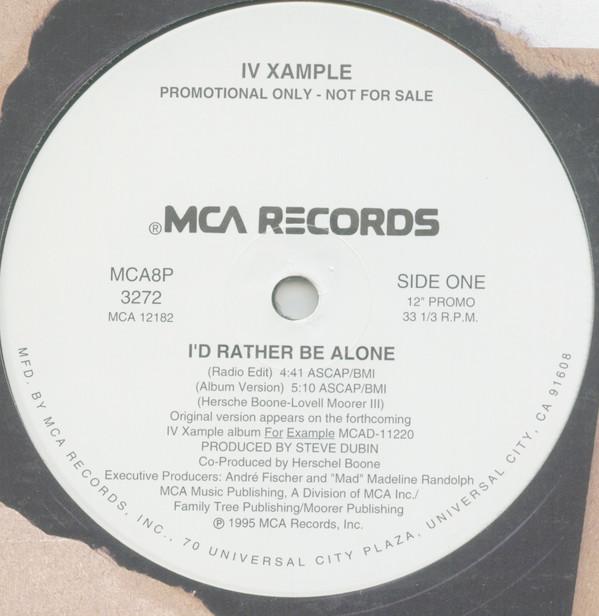 IV XAMPLE
PROMOTIONAL ONLY - NOT FOR SALE
®MCA RECORDS
MCA8P
3272
MCA 12182
SIDE ONE
12" PROMO
33 1/3 R.P.M.
I'D RATHER BE ALONE
(Radio Edit) 4:41 ASCAP/BMI
(Album Version) 5:10 ASCAP/BMI
(Hersche Boone-Lovell Moorer III)
Original version appears on the forthcoming
IV Xample album For Example MCAD-11220
PRODUCED BY STEVE DUBIN
Co-Produced by Herschel Boone
Executive Producers: André Fischer and "Mad" Madeline Randolph
MCA Music Publishing, A Division of MCA Inc./
Family Tree Publishing/Moorer Publishing
℗ 1995 MCA Records, Inc.
MFD. BY MCA RECORDS, INC., 70 UNIVERSAL CITY PLAZA, UNIVERSAL CITY, CA 91608